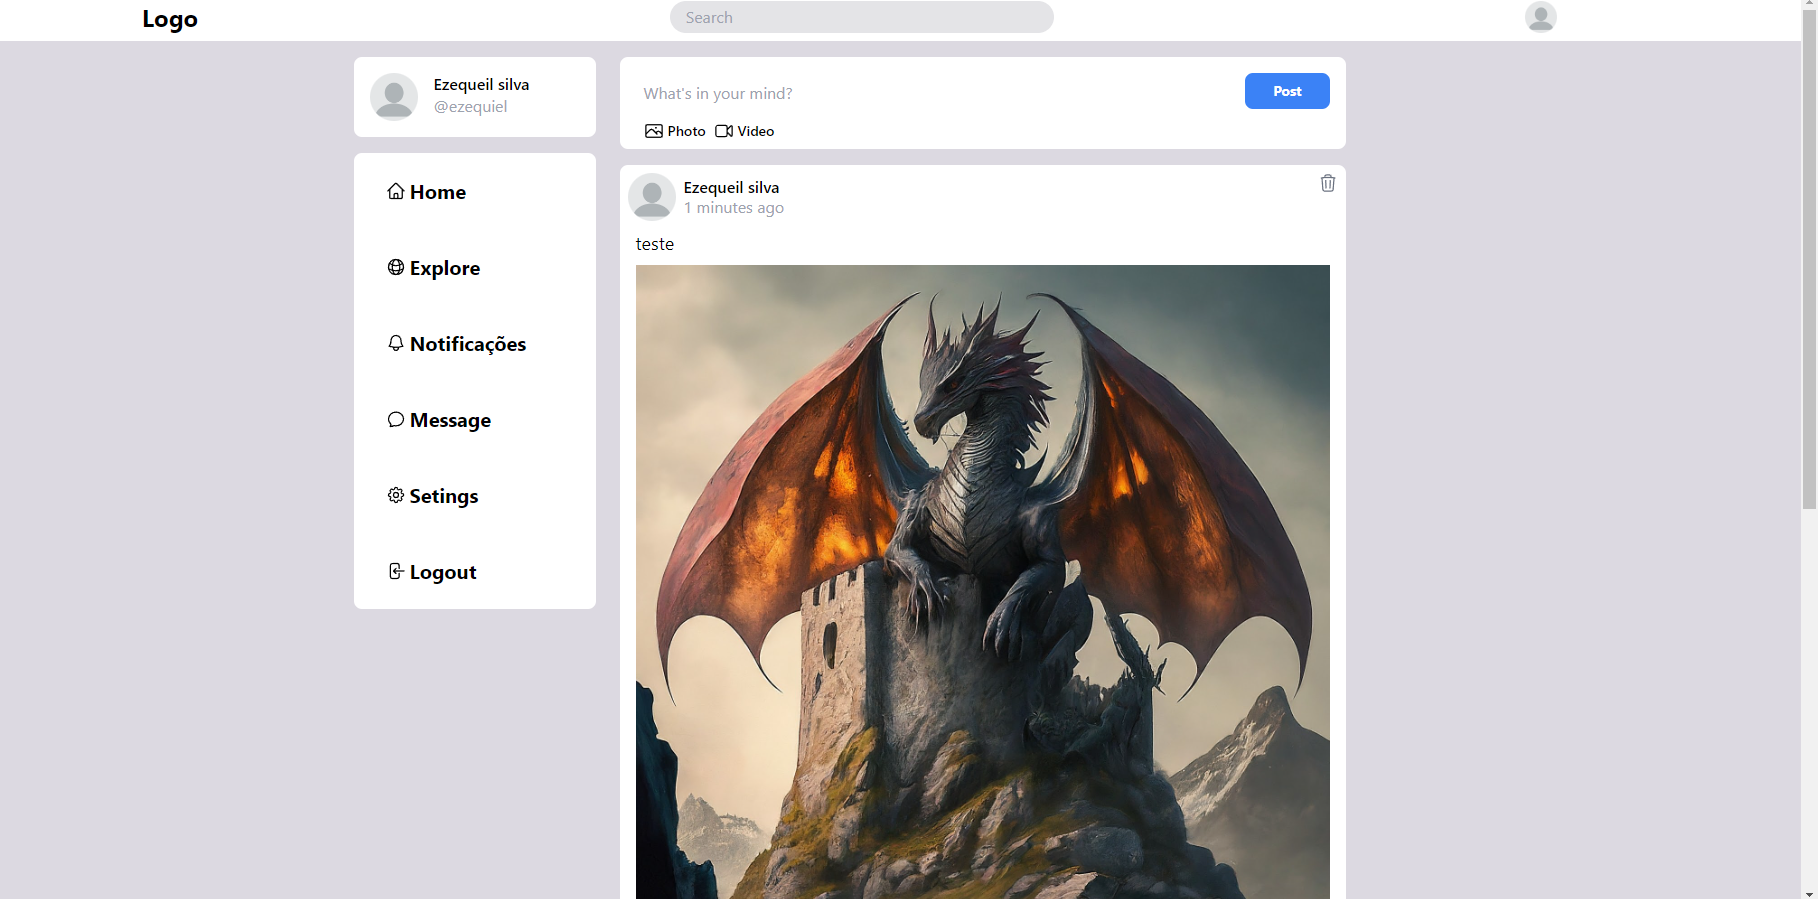 Logo
Search
Ezequeil silva
@ezequiel
Home
Explore
Notificações
Message
Setings
Logout
What's in your mind?
Post
Photo Video
Ezequeil silva
1 minutes ago
teste